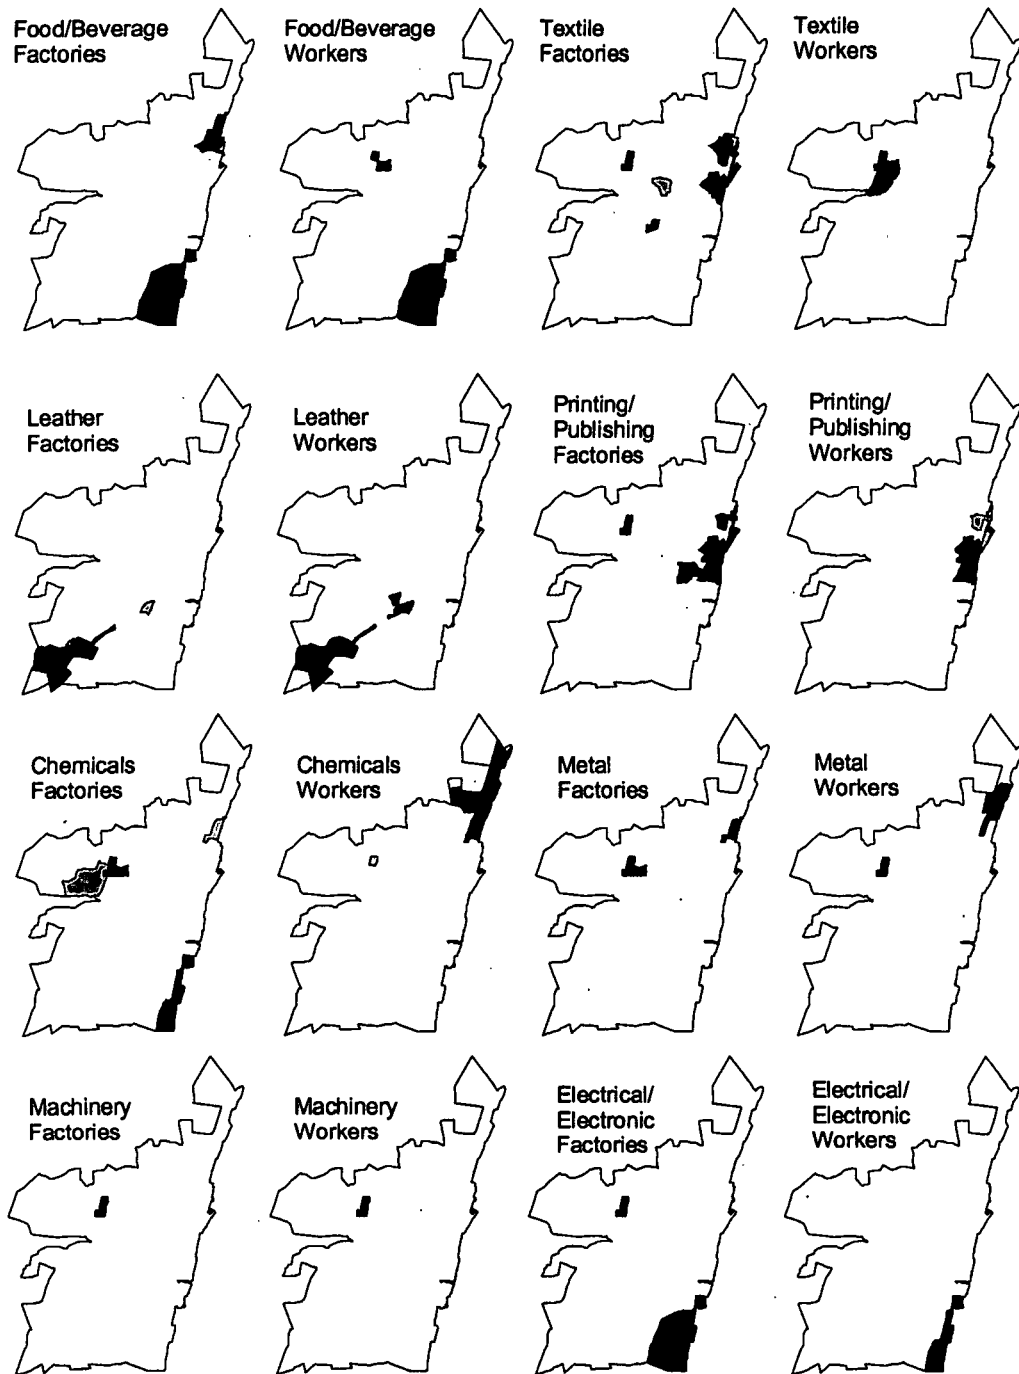 Food/Beverage
Factories
Food/Beverage
Workers
Textile
Factories
Textile
Workers
Leather
Factories
Leather
Workers
Printing/
Publishing
Factories
Printing/
Publishing
Workers
Chemicals
Factories
Chemicals
Workers
Metal
Factories
Metal
Workers
Machinery
Factories
Machinery
Workers
Electrical/
Electronic
Factories
Electrical/
Electronic
Workers